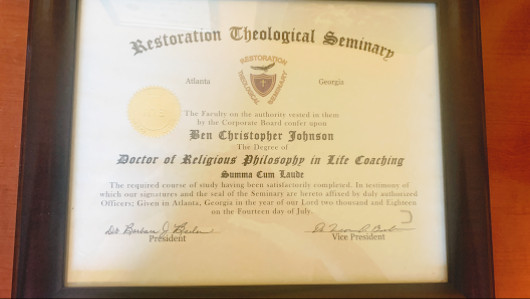 Restoration Theological Seminary
RESTORATION
THEOLOGICAL SEMINARY
Atlanta Georgia
The Faculty on the authority vested in them
by the Corporate Board confer upon
Ben Christopher Johnson
The Degree of
Doctor of Religious Philosophy in Life Coaching
Summa Cum Laude
The required course of study having been satisfactorily completed. In testimony of
which our signatures and the seal of the Seminary are hereto affixed by duly authorized
Officers; Given in Atlanta, Georgia in the year of our Lord two thousand and Eighteen
on the Fourteen day of July
Dr. Barbara J.
President Vice President